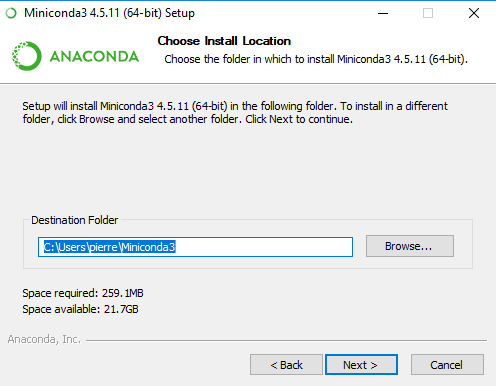 Miniconda3 4.5.11 (64-bit) Setup
Choose Install Location
Choose the folder in which to install Miniconda3 4.5.11 (64-bit).
ANACONDA
Setup will install Miniconda3 4.5.11 (64-bit) in the following folder. To install in a different
folder, click Browse and select another folder. Click Next to continue.
Destination Folder
C:\Users\pierre\Miniconda3
Browse...
Space required: 259.1MB
Space available: 21.7GB
Anaconda, Inc.
< Back
Next >
Cancel